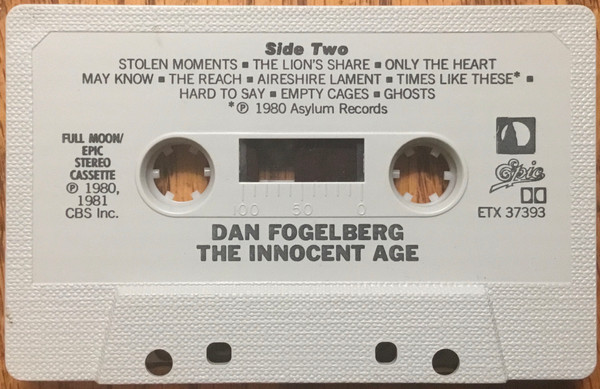 Side Two
STOLEN MOMENTS ■ THE LION'S SHARE ■ ONLY THE HEART
MAY KNOW ■ THE REACH ■ AIRESHIRE LAMENT ■ TIMES LIKE THESE* ■
HARD TO SAY ■ EMPTY CAGES ■ GHOSTS
*℗ 1980 Asylum Records
FULL MOON/
EPIC
STEREO
CASSETTE
℗ 1980,
1981
CBS Inc.
Epic
ETX 37393
100 50 0
DAN FOGELBERG
THE INNOCENT AGE